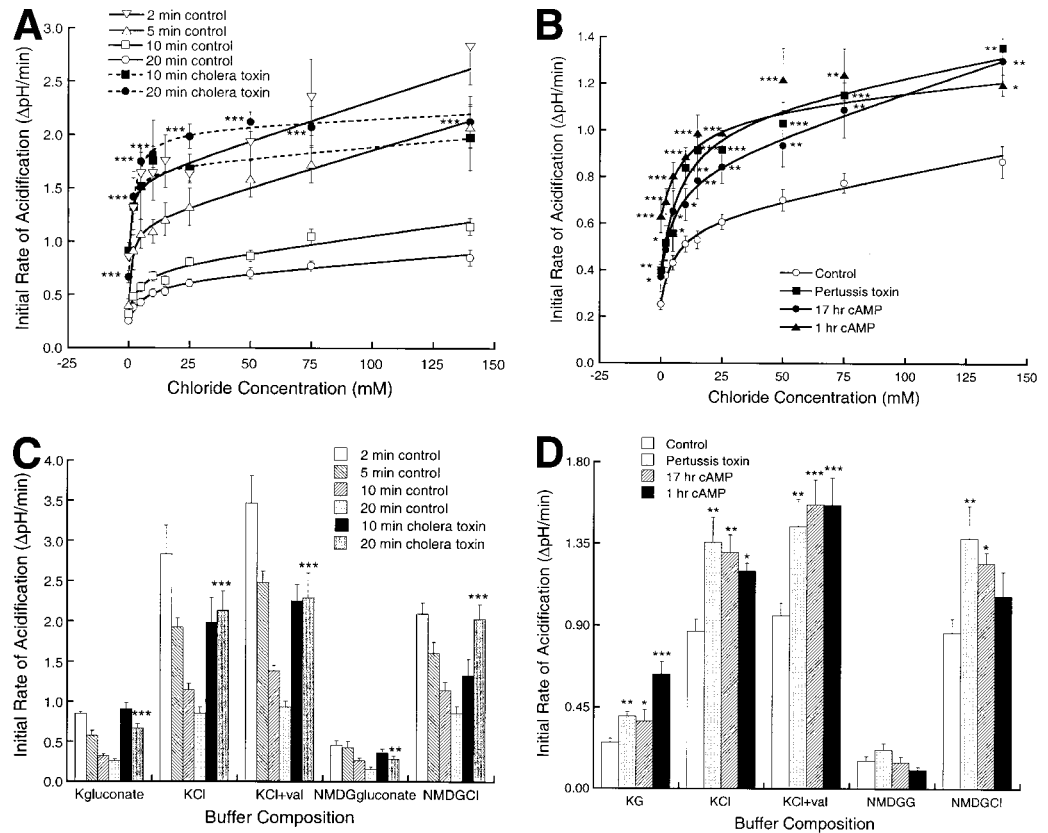 A
2 min control
5 min control
10 min control
20 min control
10 min cholera toxin
20 min cholera toxin
Initial Rate of Acidification (ΔpH/min)
3.0
2.5
2.0
1.5
1.0
0.5
0.0
***
***
***
***
***
***
***
***
-25
0
25
50
75
100
125
150
Chloride Concentration (mM)
B
Initial Rate of Acidification (ΔpH/min)
1.4
1.2
1.0
0.8
0.6
0.4
0.2
0.0
Control
Pertussis toxin
17 hr cAMP
1 hr cAMP
-25
0
25
50
75
100
125
150
Chloride Concentration (mM)
C
2 min control
5 min control
10 min control
20 min control
10 min cholera toxin
20 min cholera toxin
Initial Rate of Acidification (ΔpH/min)
4.0
3.5
3.0
2.5
2.0
1.5
1.0
0.5
0.0
***
***
***
**
***
Kgluconate KCl KCl+val NMDGgluconate NMDGCl
Buffer Composition
D
Control
Pertussis toxin
17 hr cAMP
1 hr cAMP
Initial Rate of Acidification (ΔpH/min)
1.80
1.35
0.90
0.45
0.00
** * ***
** ** *
** *** ***
** *
KG KCl KCl+val NMDGG NMDGCl
Buffer Composition